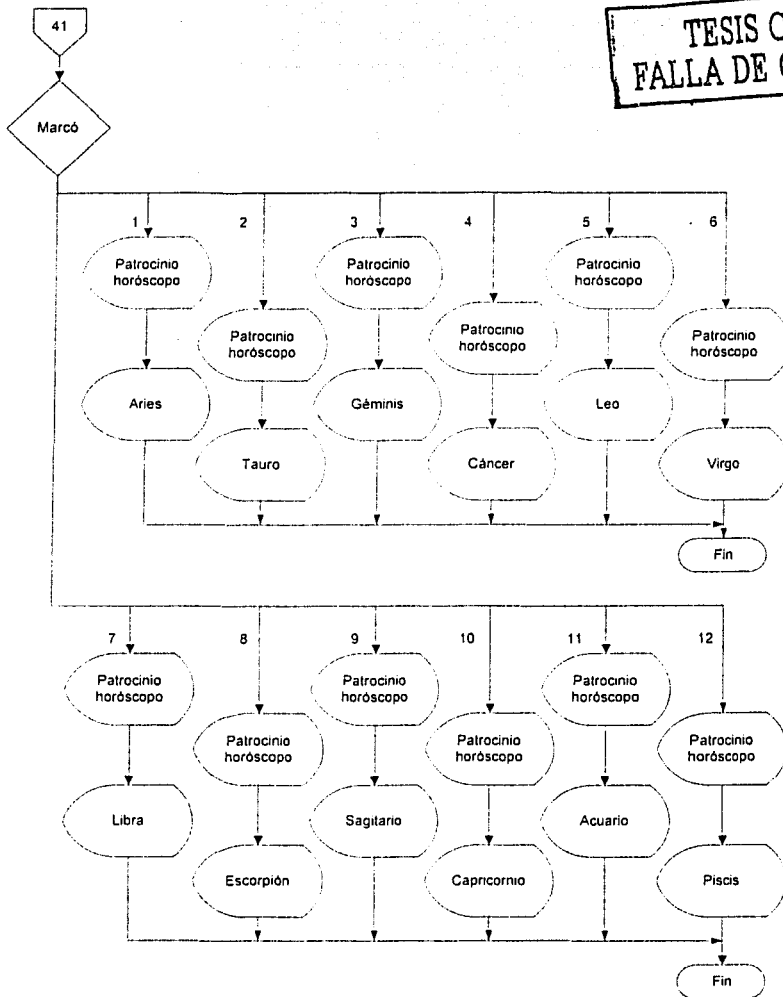 41
TESIS C
FALLA DE
Marcó
1
2
3
4
5
6
Patrocinio
horóscopo
Patrocinio
horóscopo
Patrocinio
horóscopo
Patrocinio
horóscopo
Patrocinio
horóscopo
Patrocinio
horóscopo
Aries
Tauro
Géminis
Cáncer
Leo
Virgo
Fin
7
8
9
10
11
12
Patrocinio
horóscopo
Patrocinio
horóscopo
Patrocinio
horóscopo
Patrocinio
horóscopo
Patrocinio
horóscopo
Patrocinio
horóscopo
Libra
Escorpión
Sagitario
Capricornio
Acuario
Piscis
Fin